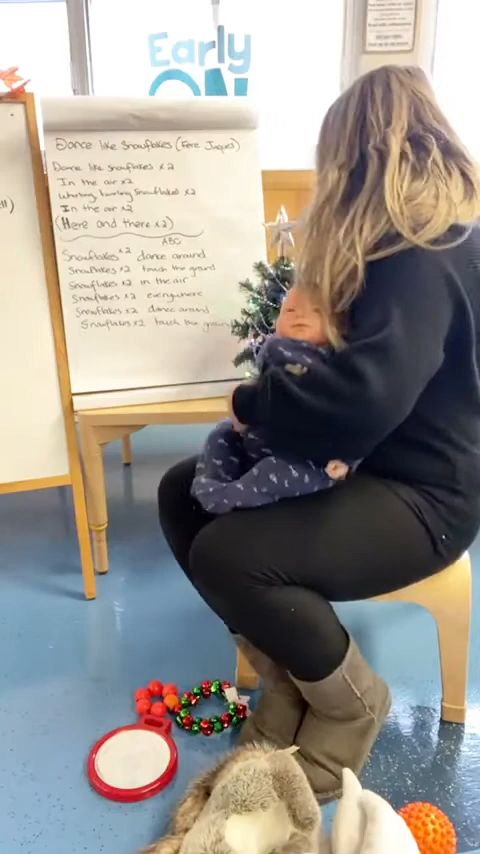 Early
ON
Dance like Snowflakes (Fere Jaques)
Dance like snowflakes x2
In the air x2
Whirling twirling snowflakes x2
In the air x2
(Here and there x2)
ABC
Snowflakes x2 dance around
Snowflakes x2 touch the ground
Snowflakes x2 in the air
Snowflakes x2 everywhere
Snowflakes x2 dance around
Snowflakes x2 touch the ground